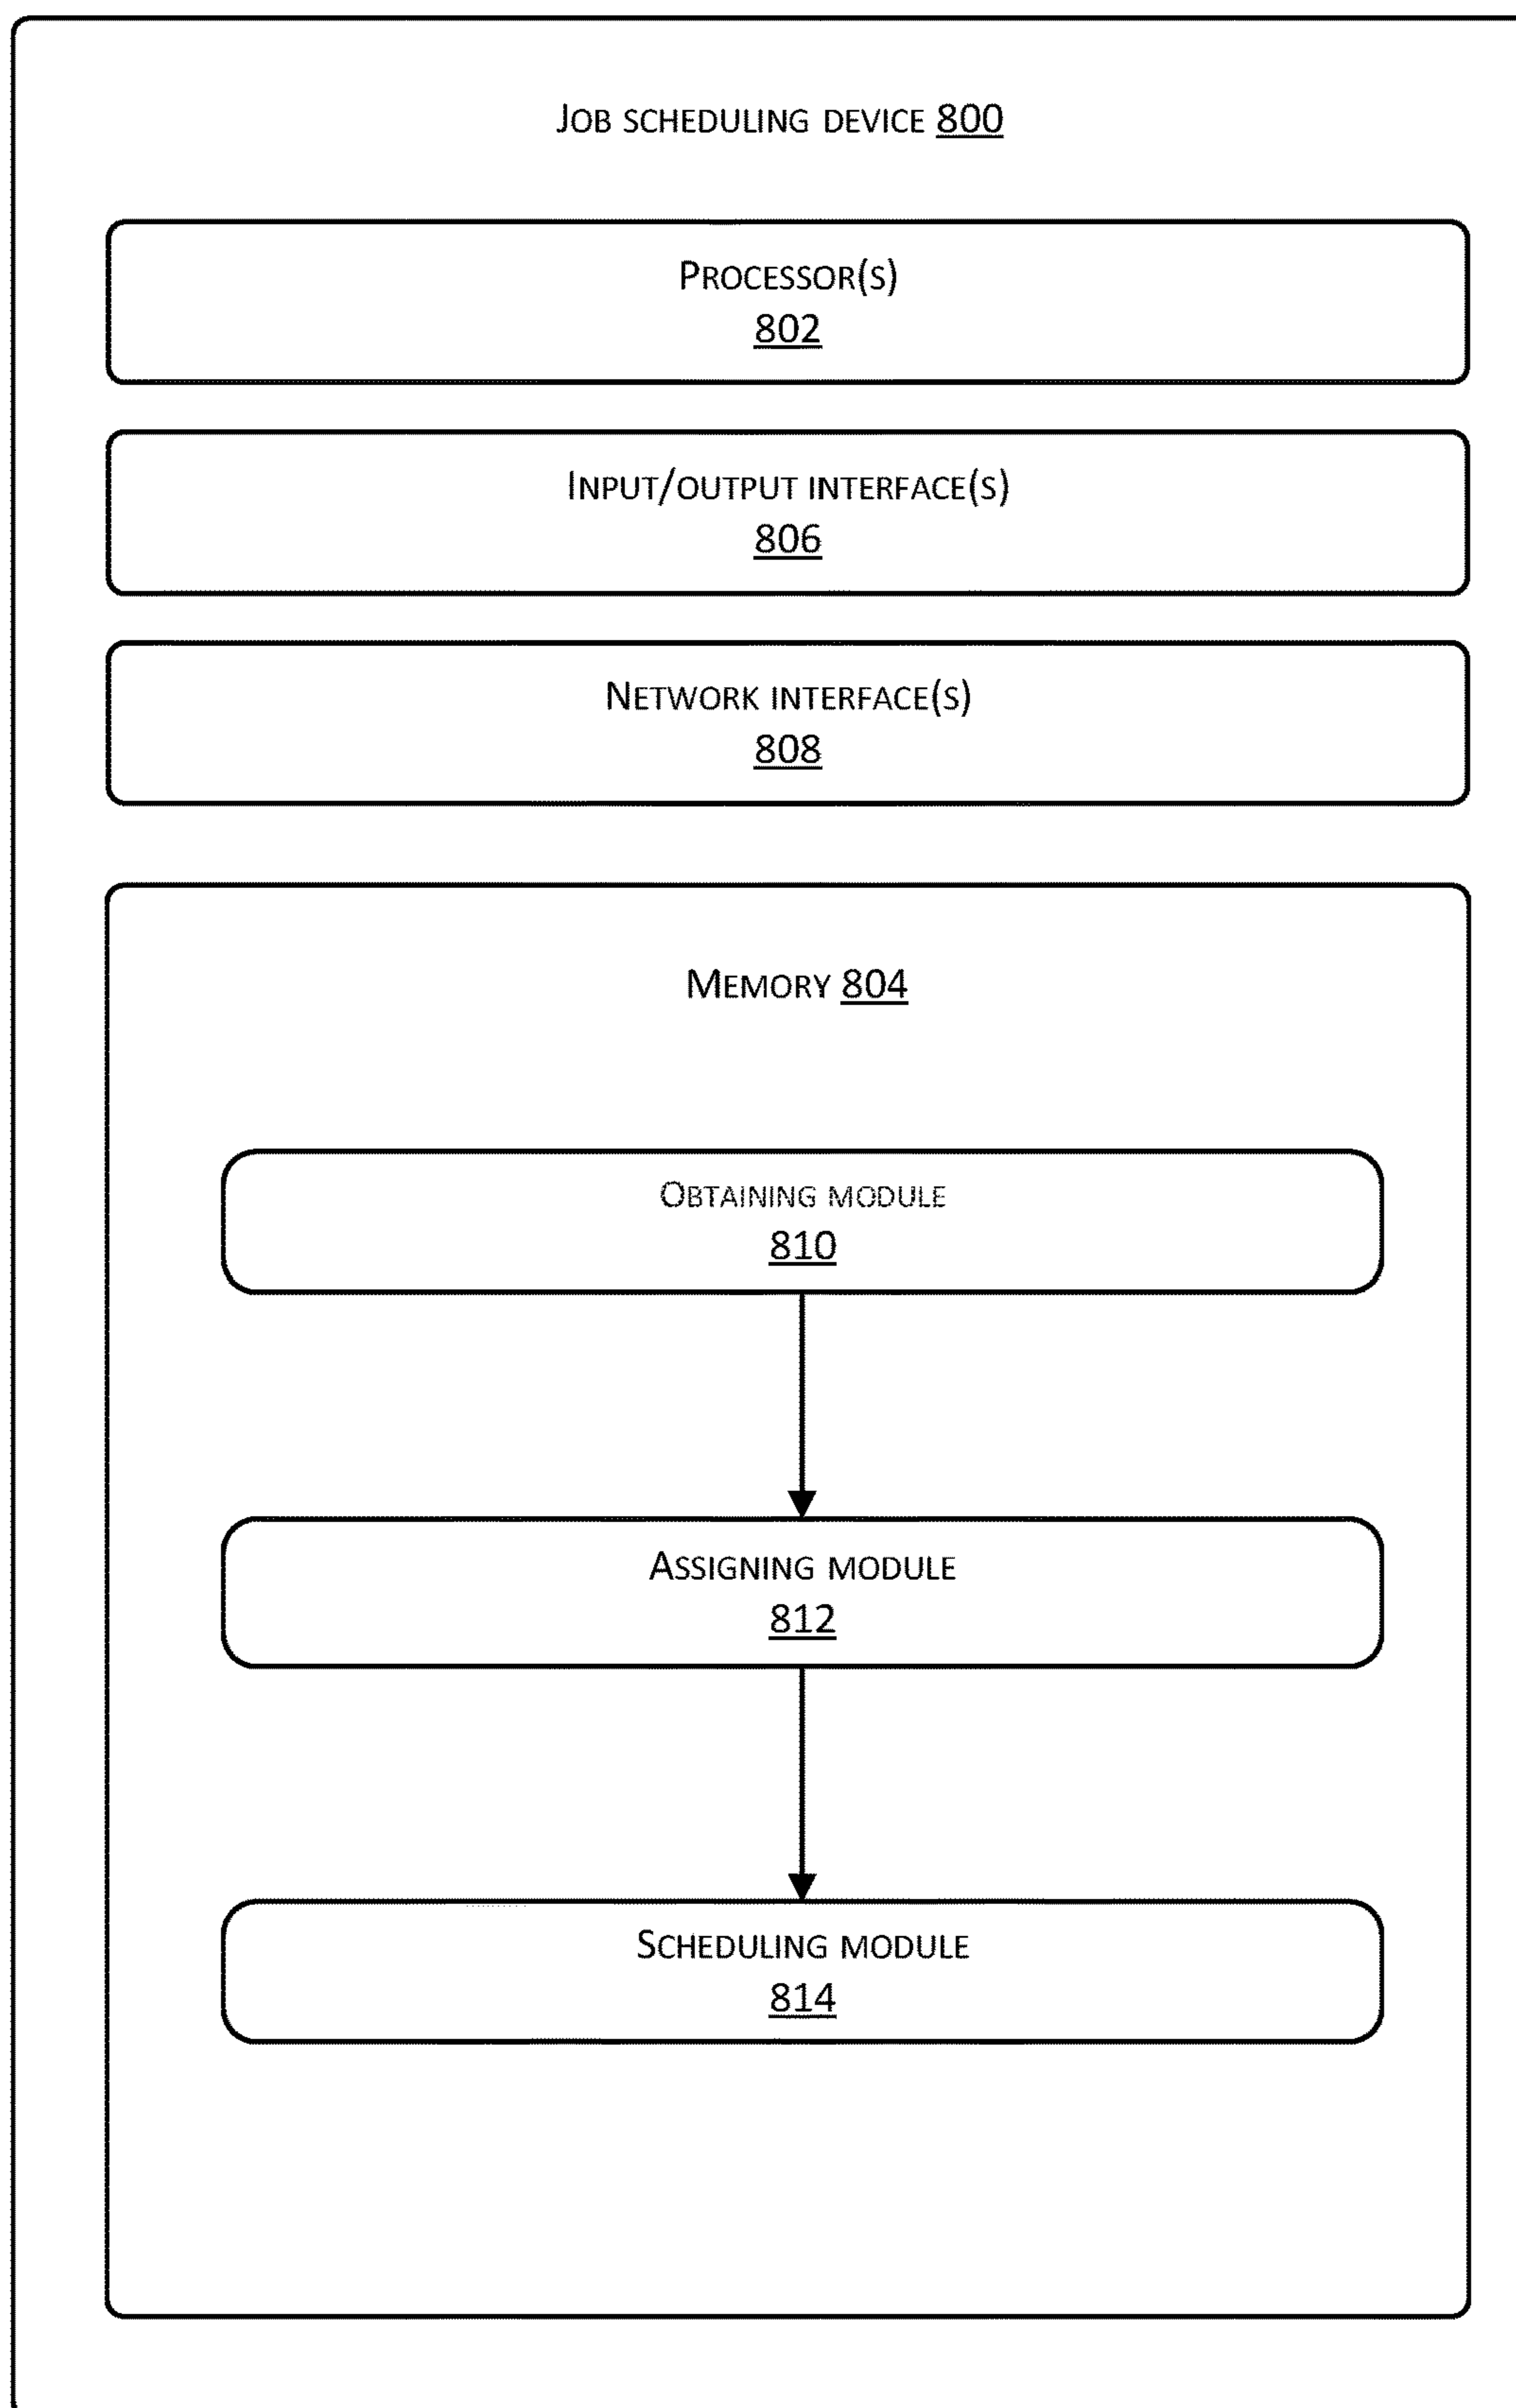 Job scheduling device 800
Processor(s)
802
Input/output interface(s)
806
Network interface(s)
808
Memory 804
Obtaining module
810
Assigning module
812
Scheduling module
814